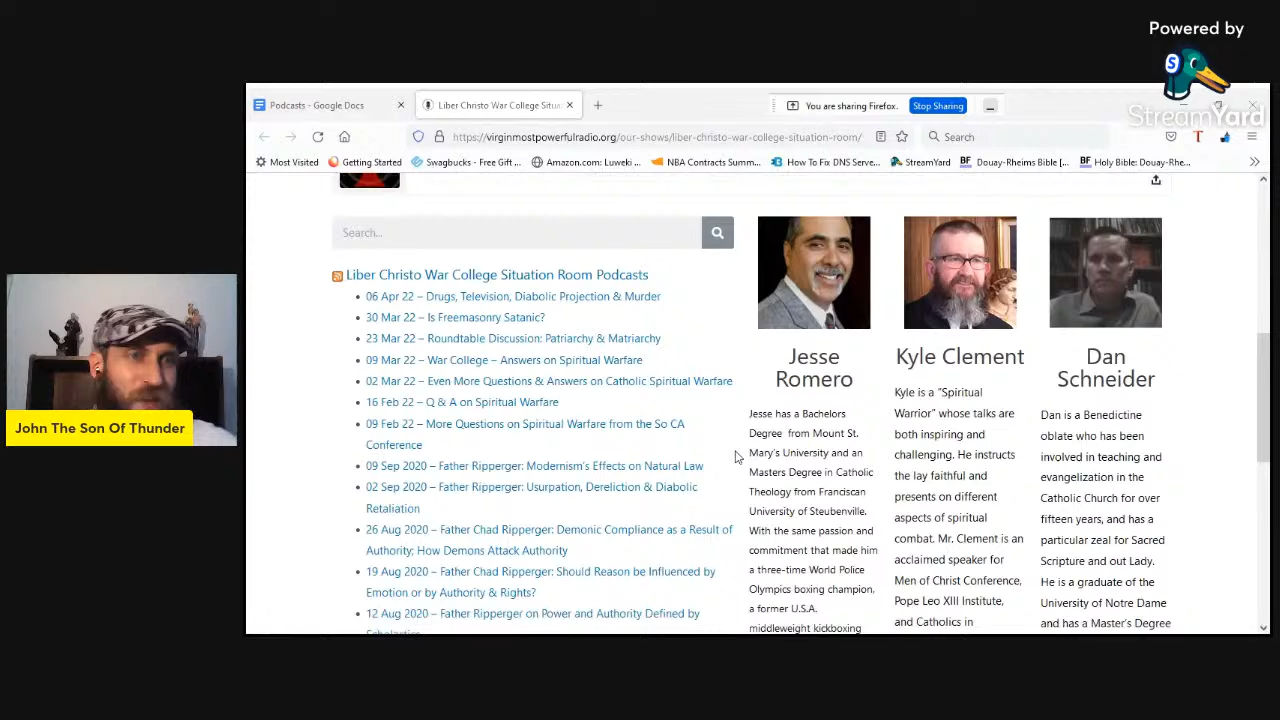 Powered by
S
StreamYard
Podcasts - Google Docs
Liber Christo War College Situa
You are sharing Firefox.
Stop Sharing
https://virginmostpowerfulradio.org/our-shows/liber-christo-war-college-situation-room/
Search
Most Visited
Getting Started
Swagbucks - Free Gift ...
Amazon.com: Luweki ...
NBA Contracts Summ...
How To Fix DNS Serve...
StreamYard
BF Douay-Rheims Bible [...
BF Holy Bible: Douay-Rhe...
Search...
Liber Christo War College Situation Room Podcasts
06 Apr 22 – Drugs, Television, Diabolic Projection & Murder
30 Mar 22 – Is Freemasonry Satanic?
23 Mar 22 – Roundtable Discussion: Patriarchy & Matriarchy
09 Mar 22 – War College – Answers on Spiritual Warfare
02 Mar 22 – Even More Questions & Answers on Catholic Spiritual Warfare
16 Feb 22 – Q & A on Spiritual Warfare
09 Feb 22 – More Questions on Spiritual Warfare from the So CA
Conference
09 Sep 2020 – Father Ripperger: Modernism's Effects on Natural Law
02 Sep 2020 – Father Ripperger: Usurpation, Dereliction & Diabolic
Retaliation
26 Aug 2020 – Father Chad Ripperger: Demonic Compliance as a Result of
Authority; How Demons Attack Authority
19 Aug 2020 – Father Chad Ripperger: Should Reason be Influenced by
Emotion or by Authority & Rights?
12 Aug 2020 – Father Ripperger on Power and Authority Defined by
Jesse
Romero
Jesse has a Bachelors
Degree from Mount St.
Mary's University and an
Masters Degree in Catholic
Theology from Franciscan
University of Steubenville.
With the same passion and
commitment that made him
a three-time World Police
Olympics boxing champion,
a former U.S.A.
middleweight kickboxing
Kyle Clement
Kyle is a "Spiritual
Warrior" whose talks are
both inspiring and
challenging. He instructs
the lay faithful and
presents on different
aspects of spiritual
combat. Mr. Clement is an
acclaimed speaker for
Men of Christ Conference,
Pope Leo XIII Institute,
and Catholics in
Dan
Schneider
Dan is a Benedictine
oblate who has been
involved in teaching and
evangelization in the
Catholic Church for over
fifteen years, and has a
particular zeal for Sacred
Scripture and out Lady.
He is a graduate of the
University of Notre Dame
and has a Master's Degree
John The Son Of Thunder